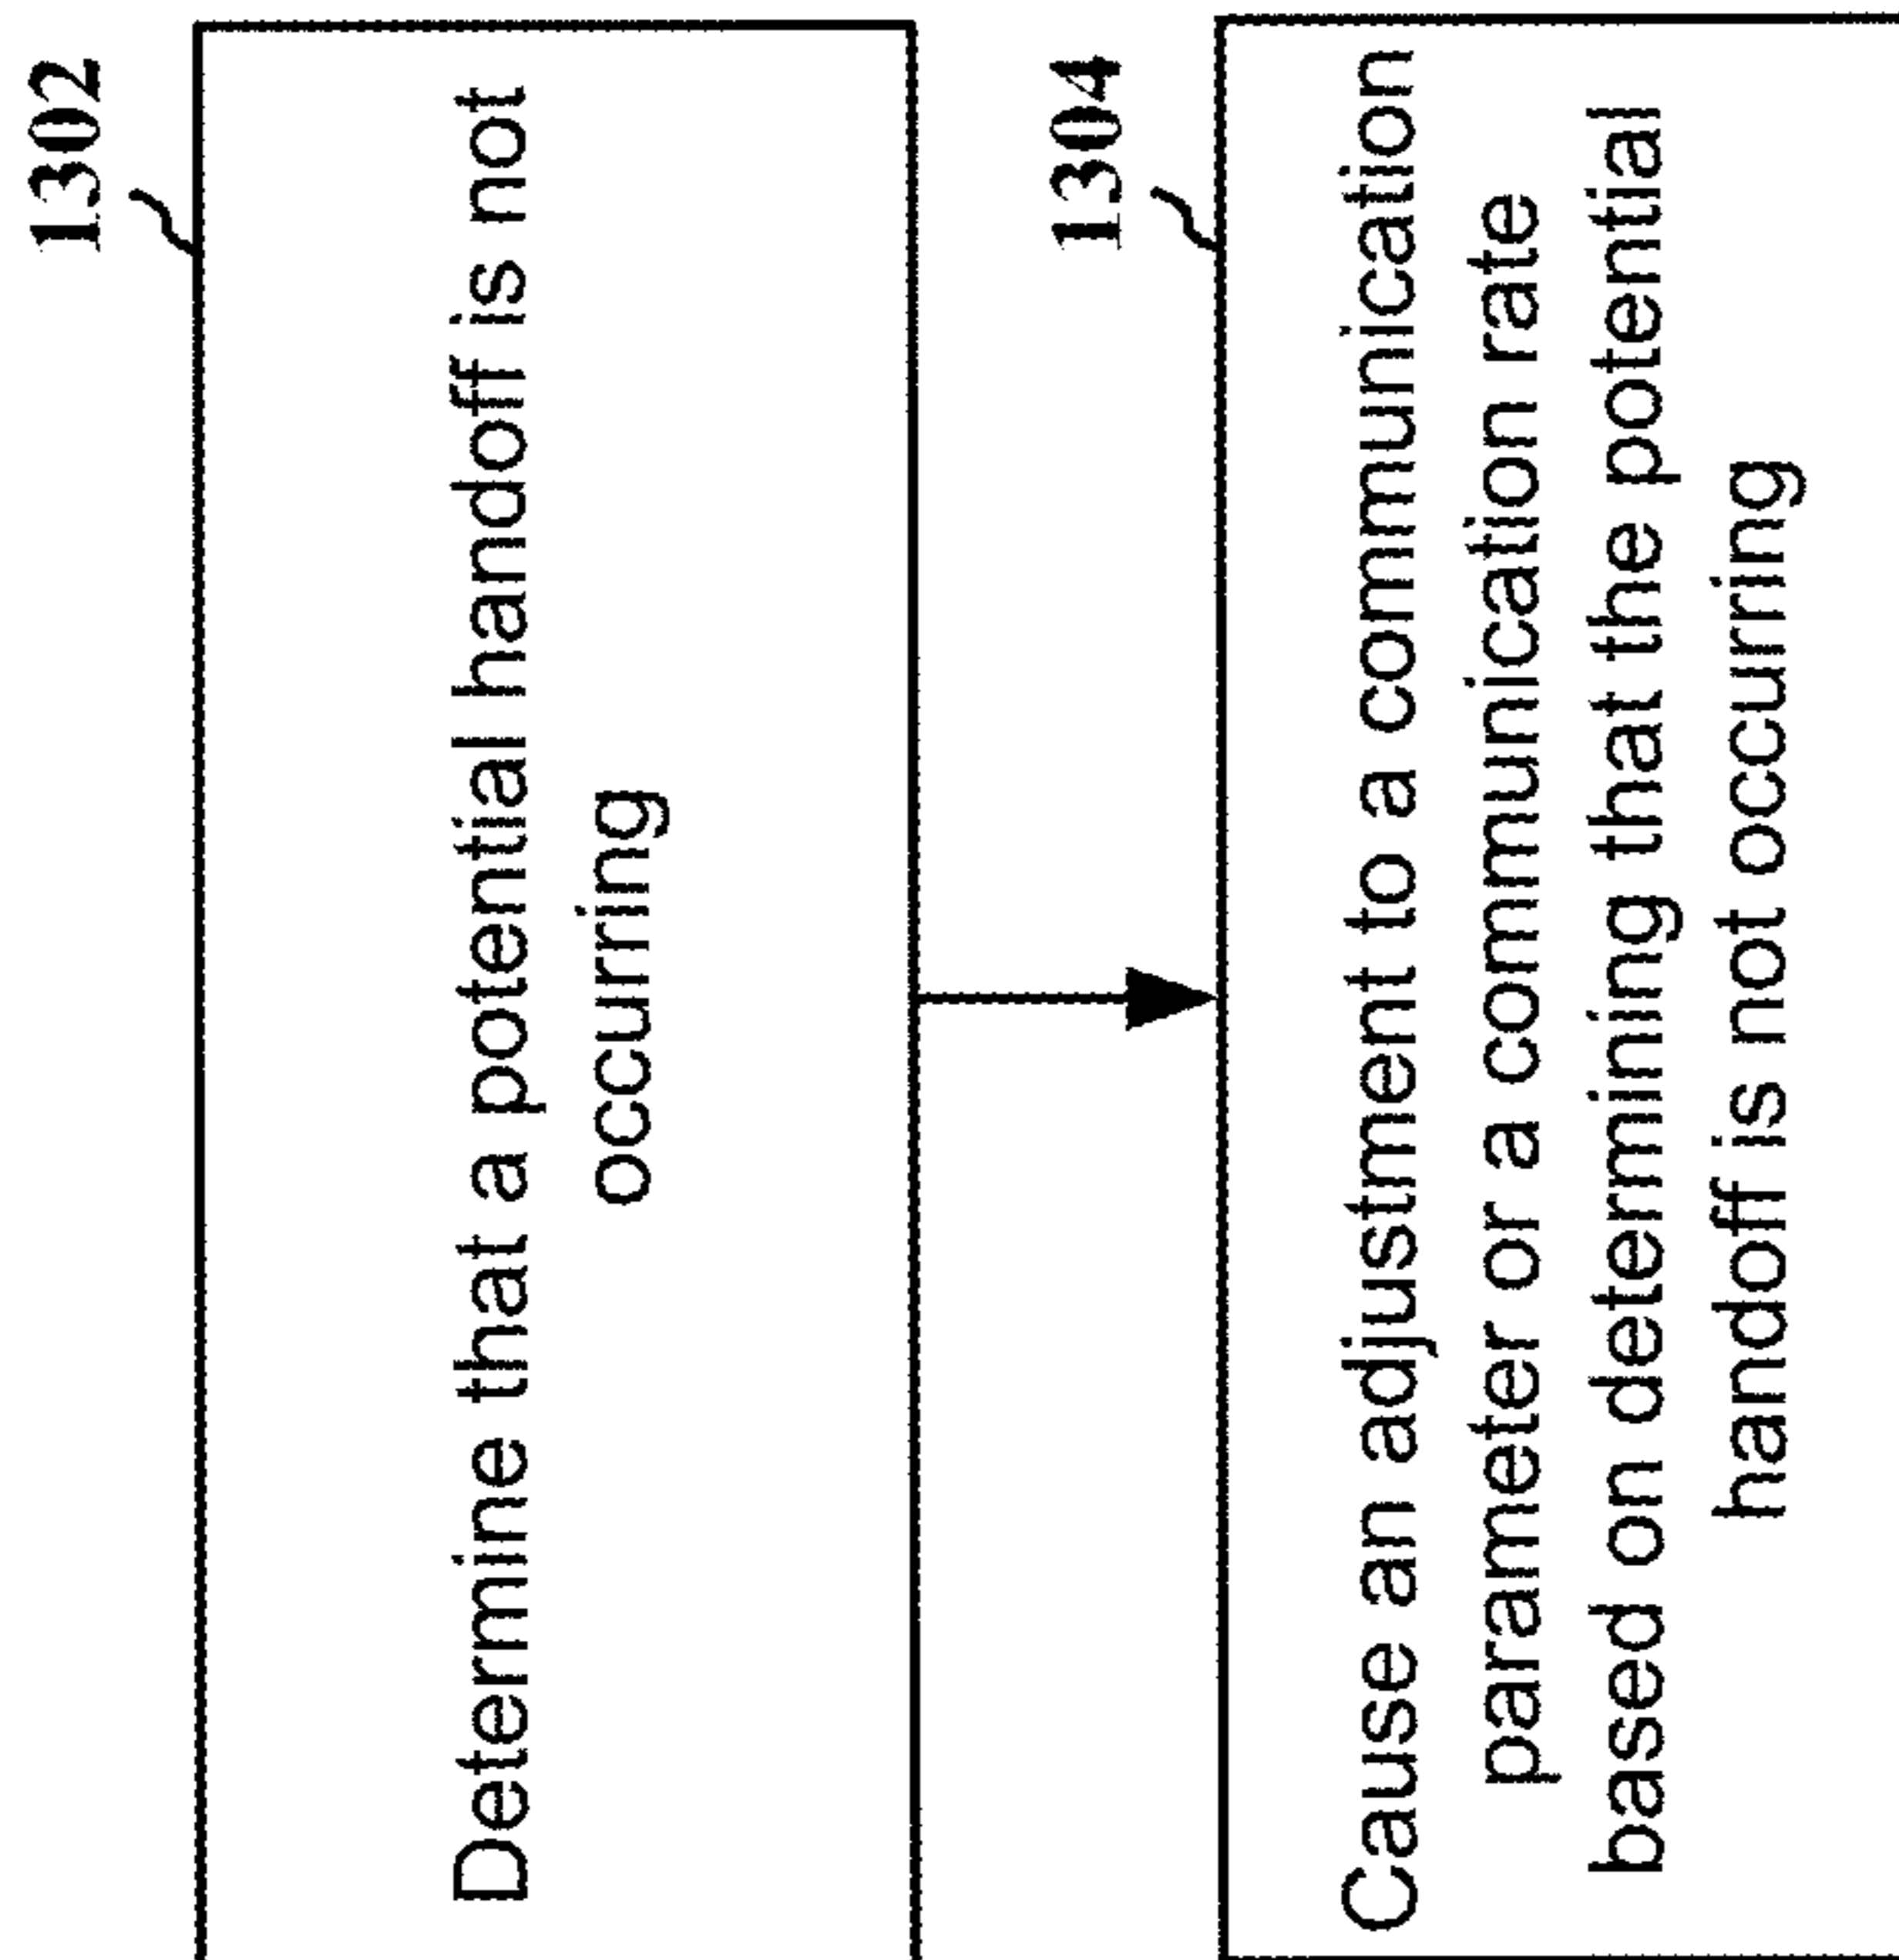 1302
Determine that a potential handoff is not
occurring
1304
Cause an adjustment to a communication
parameter or a communication rate
based on determining that the potential
handoff is not occurring